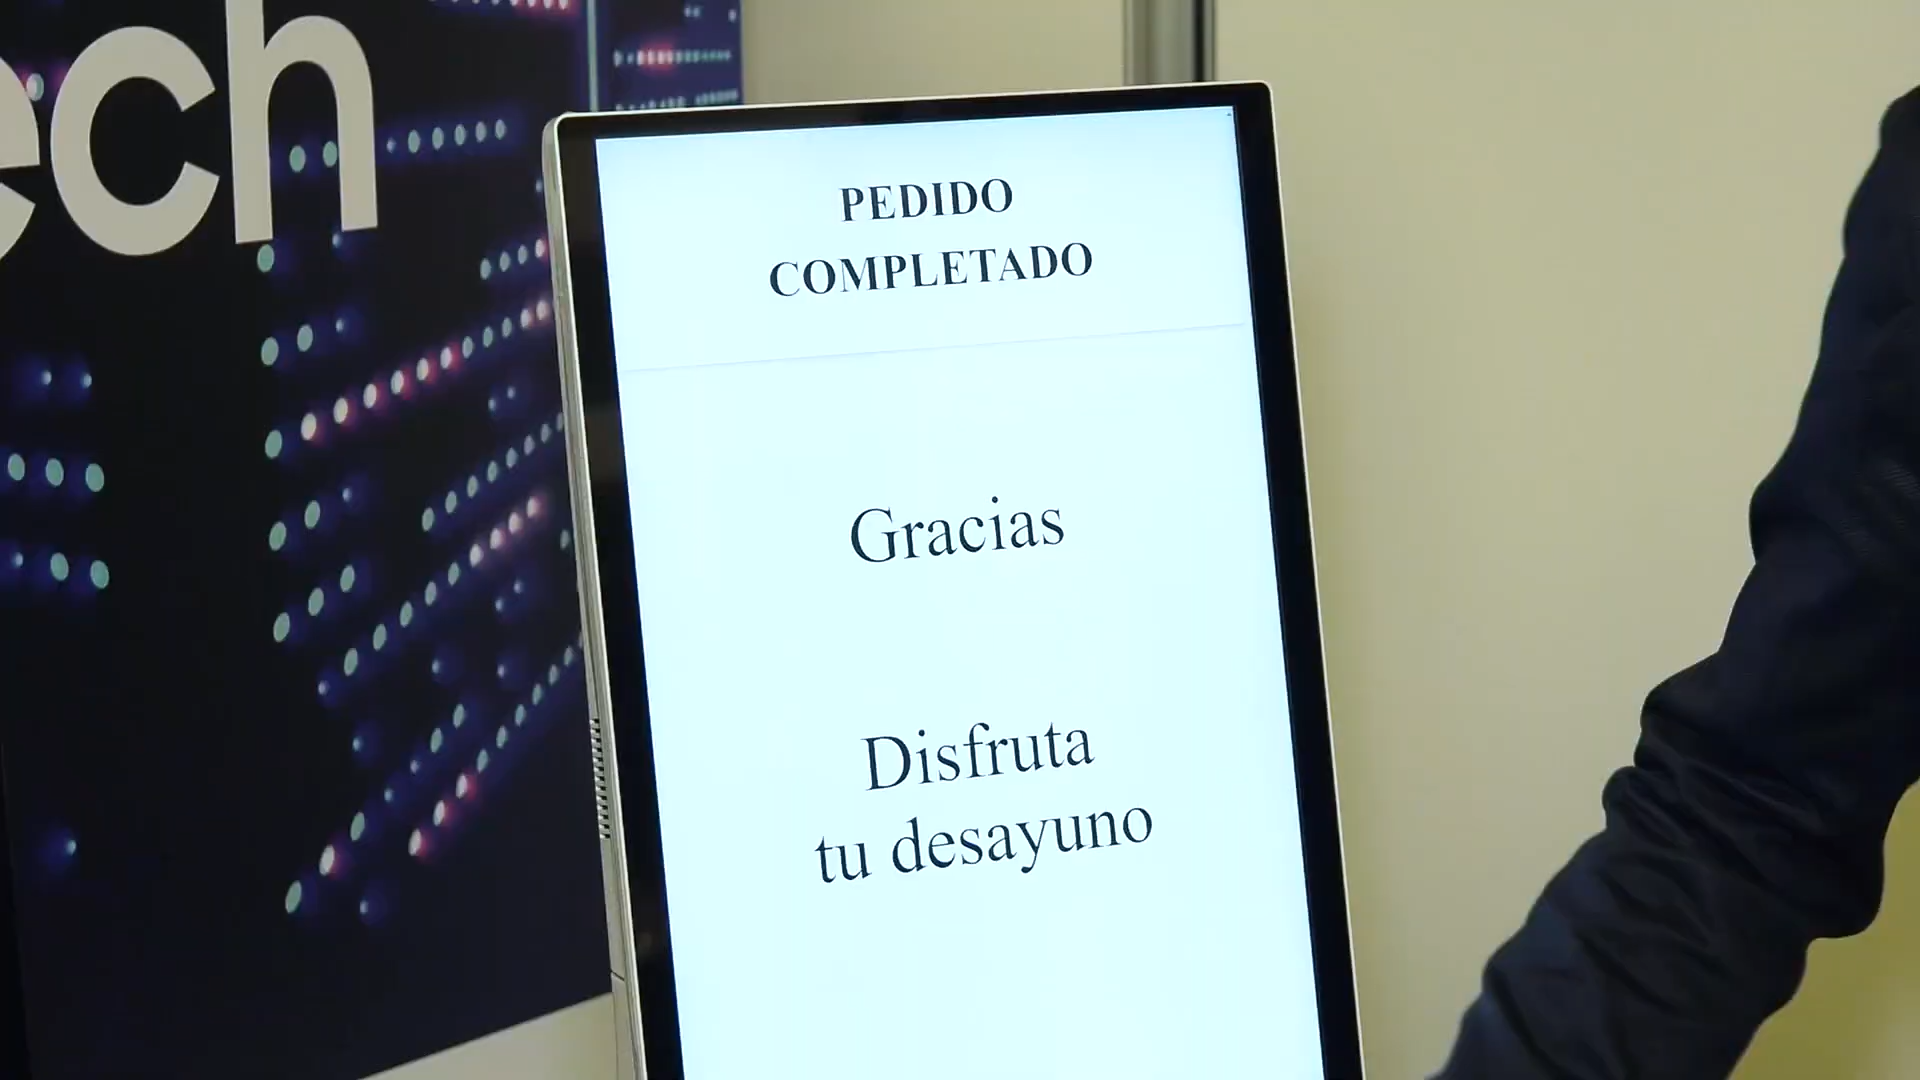 ech
PEDIDO
COMPLETADO
Gracias
Disfruta
tu desayuno